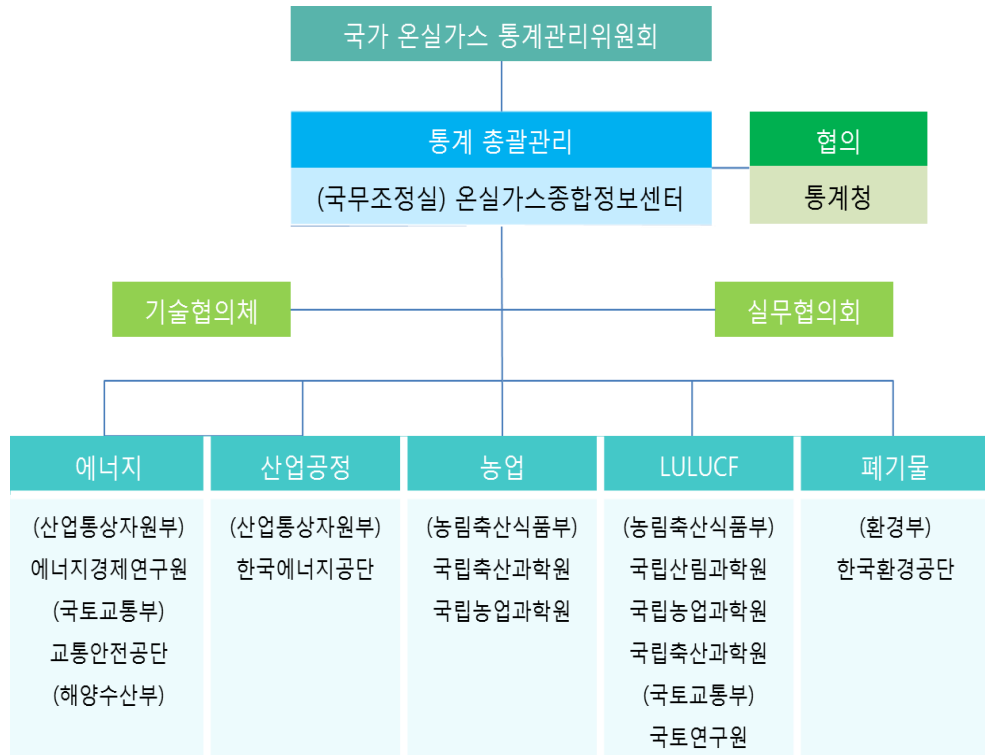 국가 온실가스 통계관리위원회
통계 총괄관리
(국무조정실) 온실가스종합정보센터
협의
통계청
기술협의체
실무협의회
에너지
(산업통상자원부)
에너지경제연구원
(국토교통부)
교통안전공단
(해양수산부)
산업공정
(산업통상자원부)
한국에너지공단
농업
(농림축산식품부)
국립축산과학원
국립농업과학원
LULUCF
(농림축산식품부)
국립산림과학원
국립농업과학원
국립축산과학원
(국토교통부)
국토연구원
폐기물
(환경부)
한국환경공단